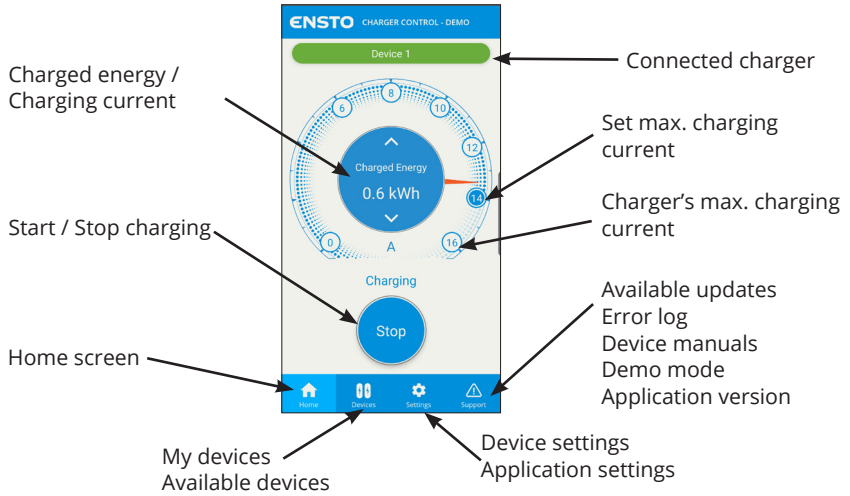 ENSTO CHARGER CONTROL - DEMO
Device 1
Connected charger
Charged energy /
Charging current
6
8
10
12
14
16
0
A
Charged Energy
0.6 kWh
Set max. charging
current
Charger's max. charging
current
Start / Stop charging
Charging
Stop
Available updates
Error log
Device manuals
Demo mode
Application version
Home screen
Home
Devices
Settings
Support
My devices
Available devices
Device settings
Application settings